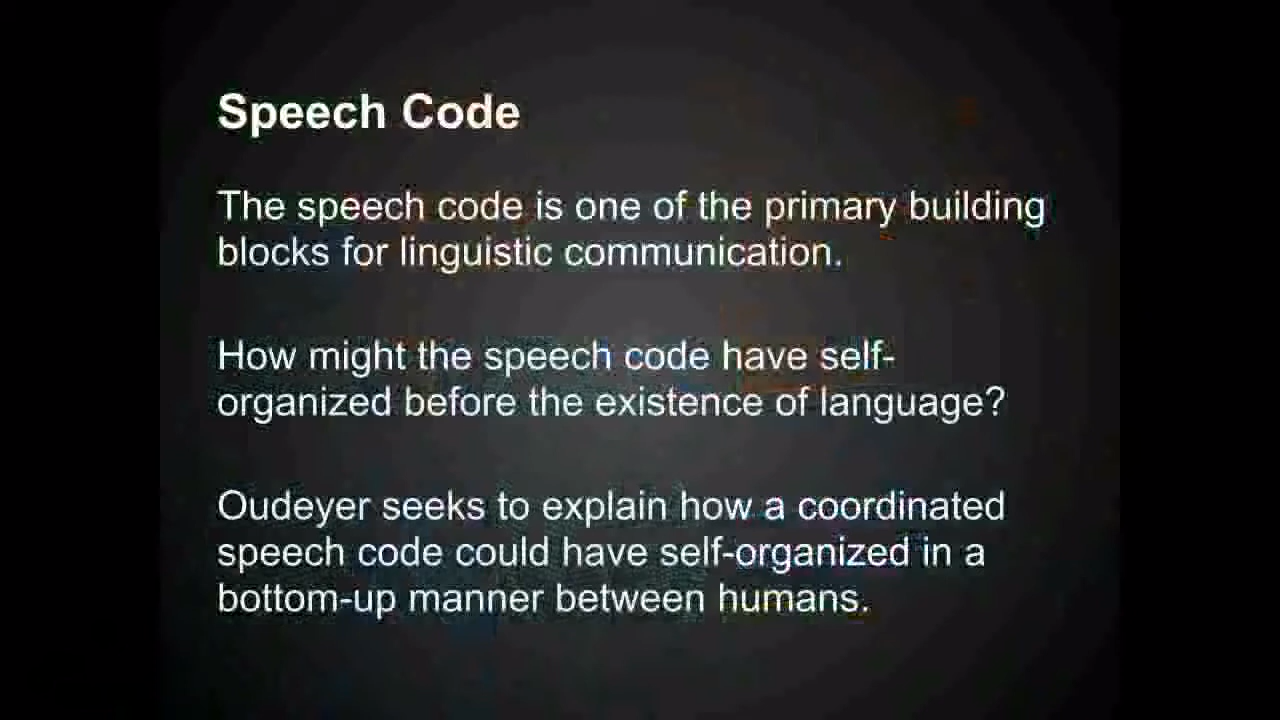 Speech Code
The speech code is one of the primary building
blocks for linguistic communication.
How might the speech code have self-
organized before the existence of language?
Oudeyer seeks to explain how a coordinated
speech code could have self-organized in a
bottom-up manner between humans.